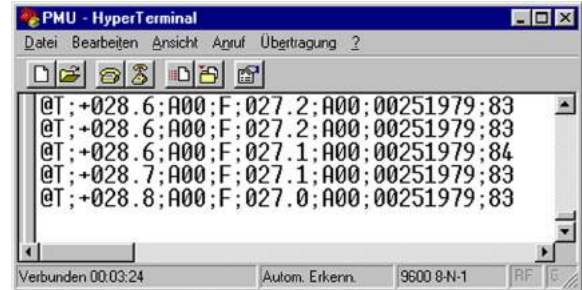 PMU - HyperTerminal
Datei Bearbeiten Ansicht Anruf Übertragung ?
@T;+028.6;A00;F;027.2;A00;00251979;83
@T;+028.6;A00;F;027.2;A00;00251979;83
@T;+028.6;A00;F;027.1;A00;00251979;84
@T;+028.7;A00;F;027.1;A00;00251979;83
@T;+028.8;A00;F;027.0;A00;00251979;83
Verbunden 00:03:24 Autom. Erkenn. 9600 8-N-1 RF G